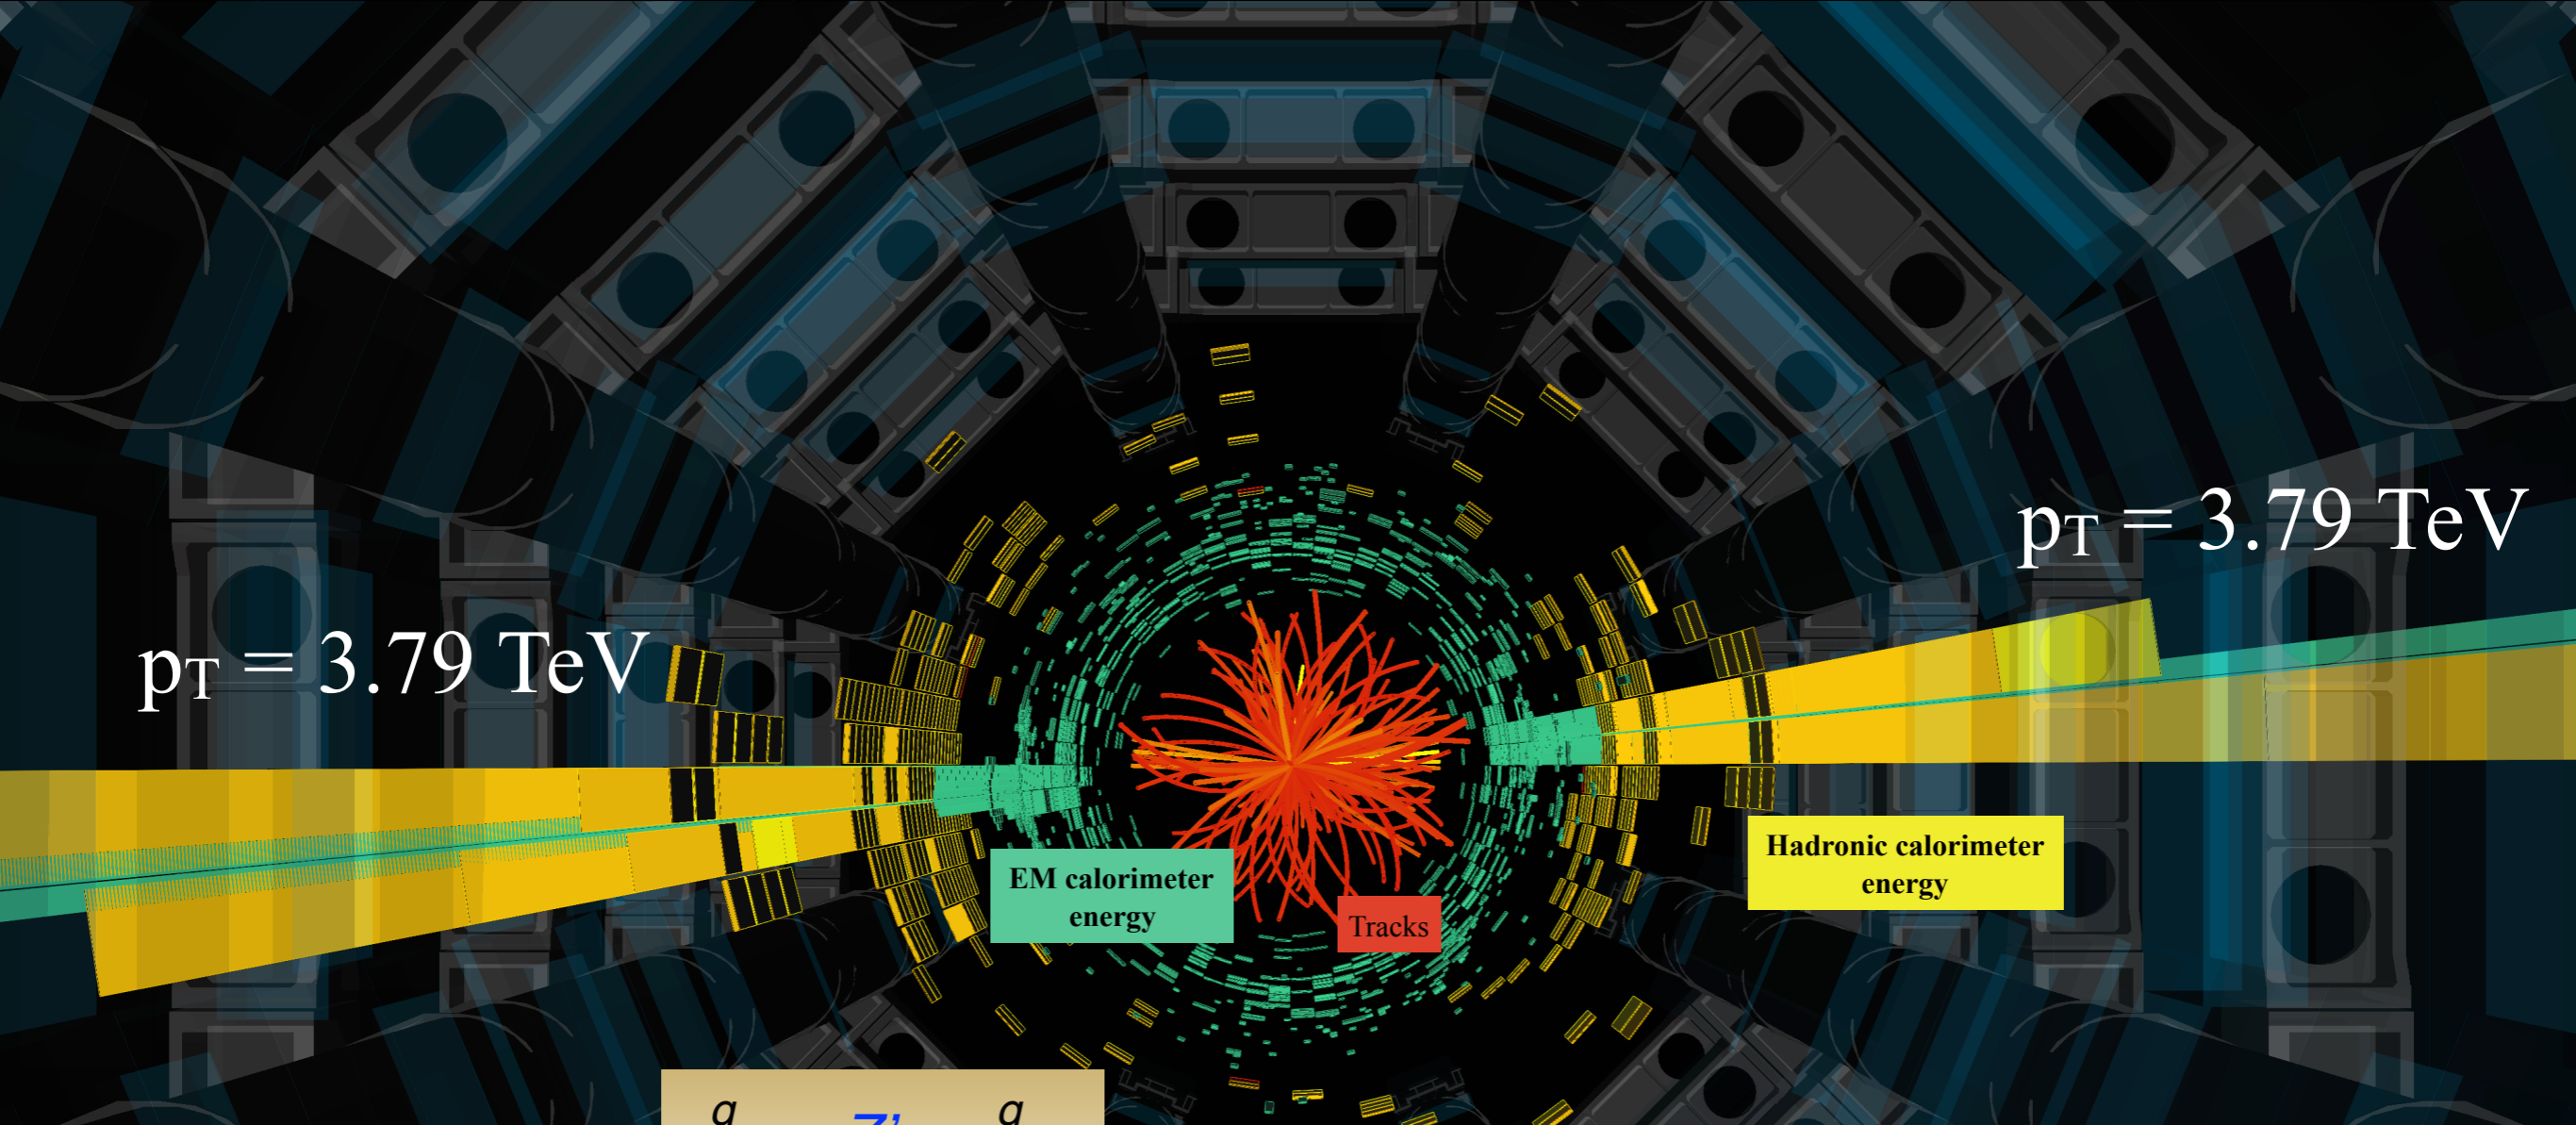 pT = 3.79 TeV
pT = 3.79 TeV
Hadronic calorimeter
energy
EM calorimeter
energy
Tracks
q
q